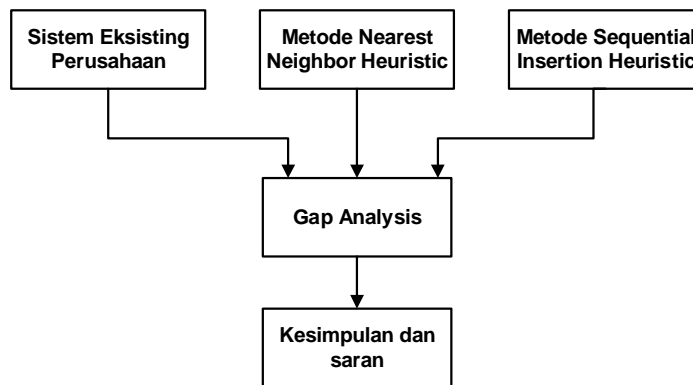 Sistem Eksisting
Perusahaan
Metode Nearest
Neighbor Heuristic
Metode Sequential
Insertion Heuristic
Gap Analysis
Kesimpulan dan
saran